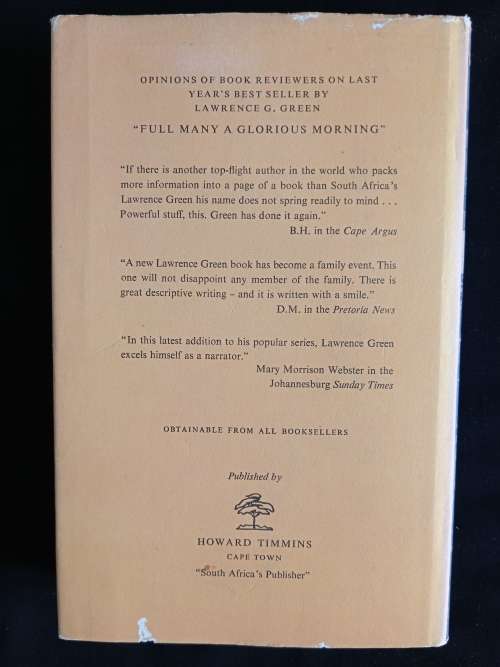 OPINIONS OF BOOK REVIEWERS ON LAST
YEAR'S BEST SELLER BY
LAWRENCE G. GREEN
"FULL MANY A GLORIOUS MORNING"
"If there is another top-flight author in the world who packs
more information into a page of a book than South Africa's
Lawrence Green his name does not spring readily to mind . . .
Powerful stuff, this. Green has done it again."
B.H. in the Cape Argus
"A new Lawrence Green book has become a family event. This
one will not disappoint any member of the family. There is
great descriptive writing – and it is written with a smile."
D.M. in the Pretoria News
"In this latest addition to his popular series, Lawrence Green
excels himself as a narrator."
Mary Morrison Webster in the
Johannesburg Sunday Times
OBTAINABLE FROM ALL BOOKSELLERS
Published by
HOWARD TIMMINS
CAPE TOWN
"South Africa's Publisher"